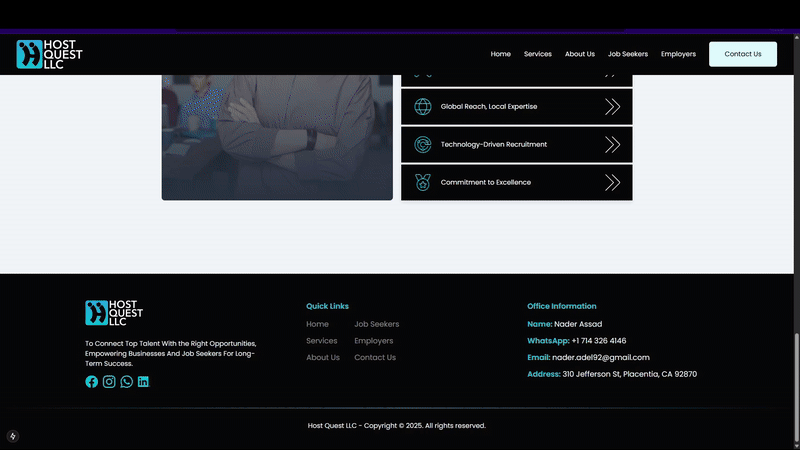 HOST
QUEST
LLC
Home
Services
About Us
Job Seekers
Employers
Contact Us
Global Reach, Local Expertise
Technology-Driven Recruitment
Commitment to Excellence
HOST
QUEST
LLC
To Connect Top Talent With the Right Opportunities,
Empowering Businesses And Job Seekers For Long-
Term Success.
Quick Links
Home
Job Seekers
Services
Employers
About Us
Contact Us
Office Information
Name: Nader Assad
WhatsApp: +1 714 326 4146
Email: nader.adel92@gmail.com
Address: 310 Jefferson St, Placentia, CA 92870
Host Quest LLC - Copyright © 2025. All rights reserved.